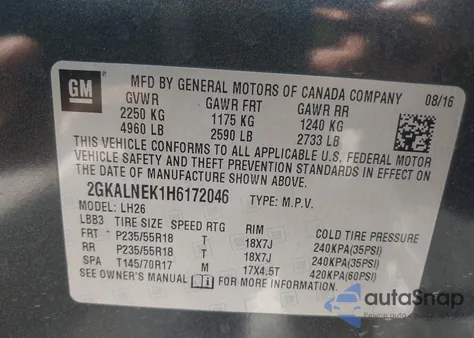 GM
MFD BY GENERAL MOTORS OF CANADA COMPANY 08/16
GVWR GAWR FRT GAWR RR
2250 KG 1175 KG 1240 KG
4960 LB 2590 LB 2733 LB
THIS VEHICLE CONFORMS TO ALL APPLICABLE U.S. FEDERAL MOTOR
VEHICLE SAFETY AND THEFT PREVENTION STANDARDS IN EFFECT ON
THE DATE OF MANUFACTURE SHOWN ABOVE.
2GKALNEK1H6172046 TYPE: M.P.V.
MODEL: LH26
LBB3 TIRE SIZE SPEED RTG RIM COLD TIRE PRESSURE
FRT P235/55R18 T 18X7J 240KPA(35PSI)
RR P235/55R18 T 18X7J 240KPA(35PSI)
SPA T145/70R17 M 17X4.5T 420KPA(60PSI)
SEE OWNER'S MANUAL FOR MORE INFORMATION.
autoSnap
Pewne auto prosto z USA